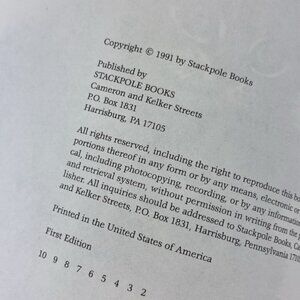 Copyright © 1991 by Stackpole Books
Published by
STACKPOLE BOOKS
Cameron and Kelker Streets
P.O. Box 1831
Harrisburg, PA 17105
All rights reserved, including the right to reproduce this bo
portions thereof in any form or by any means, electronic or
cal, including photocopying, recording, or by any information
and retrieval system, without permission in writing from the p
lisher. All inquiries should be addressed to Stackpole Books, Ca
and Kelker Streets, P.O. Box 1831, Harrisburg, Pennsylvania 1710
Printed in the United States of America
First Edition
10 9 8 7 6 5 4 3 2